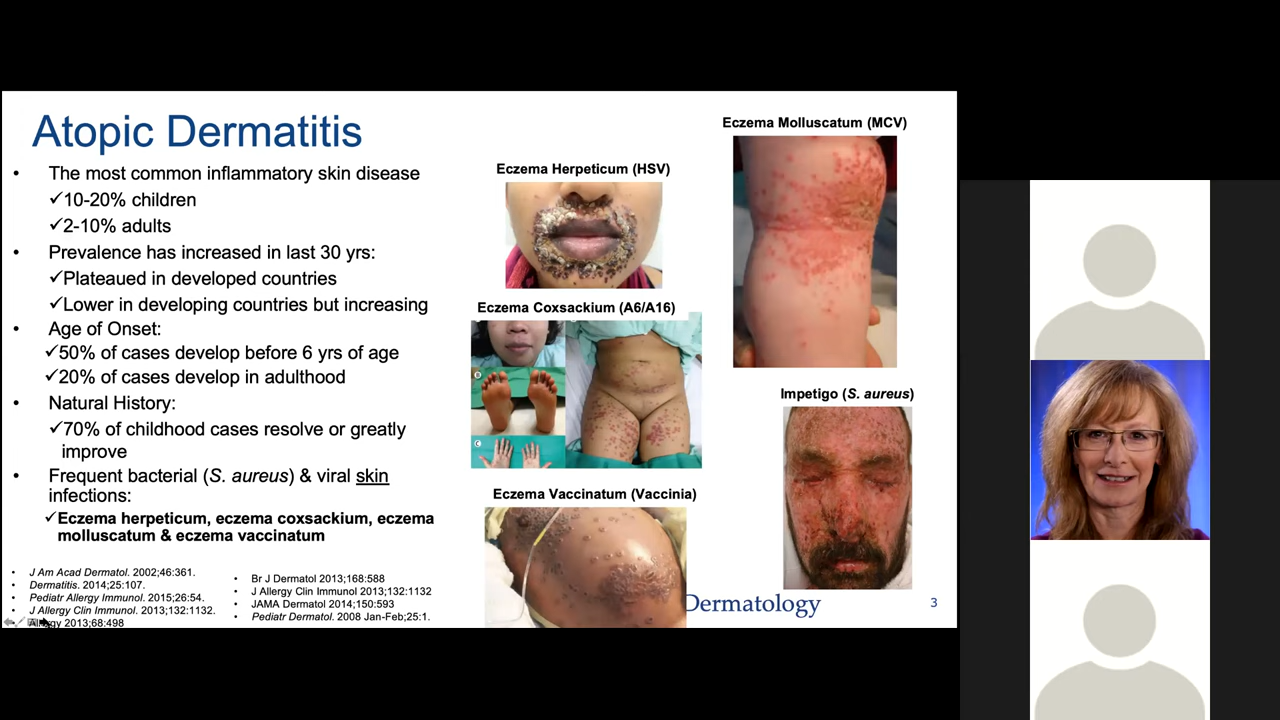 Atopic Dermatitis
• The most common inflammatory skin disease
✓10-20% children
✓2-10% adults
• Prevalence has increased in last 30 yrs:
✓Plateaued in developed countries
✓Lower in developing countries but increasing
• Age of Onset:
✓50% of cases develop before 6 yrs of age
✓20% of cases develop in adulthood
• Natural History:
✓70% of childhood cases resolve or greatly
improve
• Frequent bacterial (S. aureus) & viral skin
infections:
✓Eczema herpeticum, eczema coxsackium, eczema
molluscatum & eczema vaccinatum
• J Am Acad Dermatol. 2002;46:361.
• Dermatitis. 2014;25:107.
• Pediatr Allergy Immunol. 2015;26:54.
• J Allergy Clin Immunol. 2013;132:1132.
• Allergy 2013;68:498
• Br J Dermatol 2013;168:588
• J Allergy Clin Immunol 2013;132:1132
• JAMA Dermatol 2014;150:593
• Pediatr Dermatol. 2008 Jan-Feb;25:1.
Eczema Herpeticum (HSV)
Eczema Coxsackium (A6/A16)
B
C
Eczema Vaccinatum (Vaccinia)
Eczema Molluscatum (MCV)
Impetigo (S. aureus)
Dermatology
3